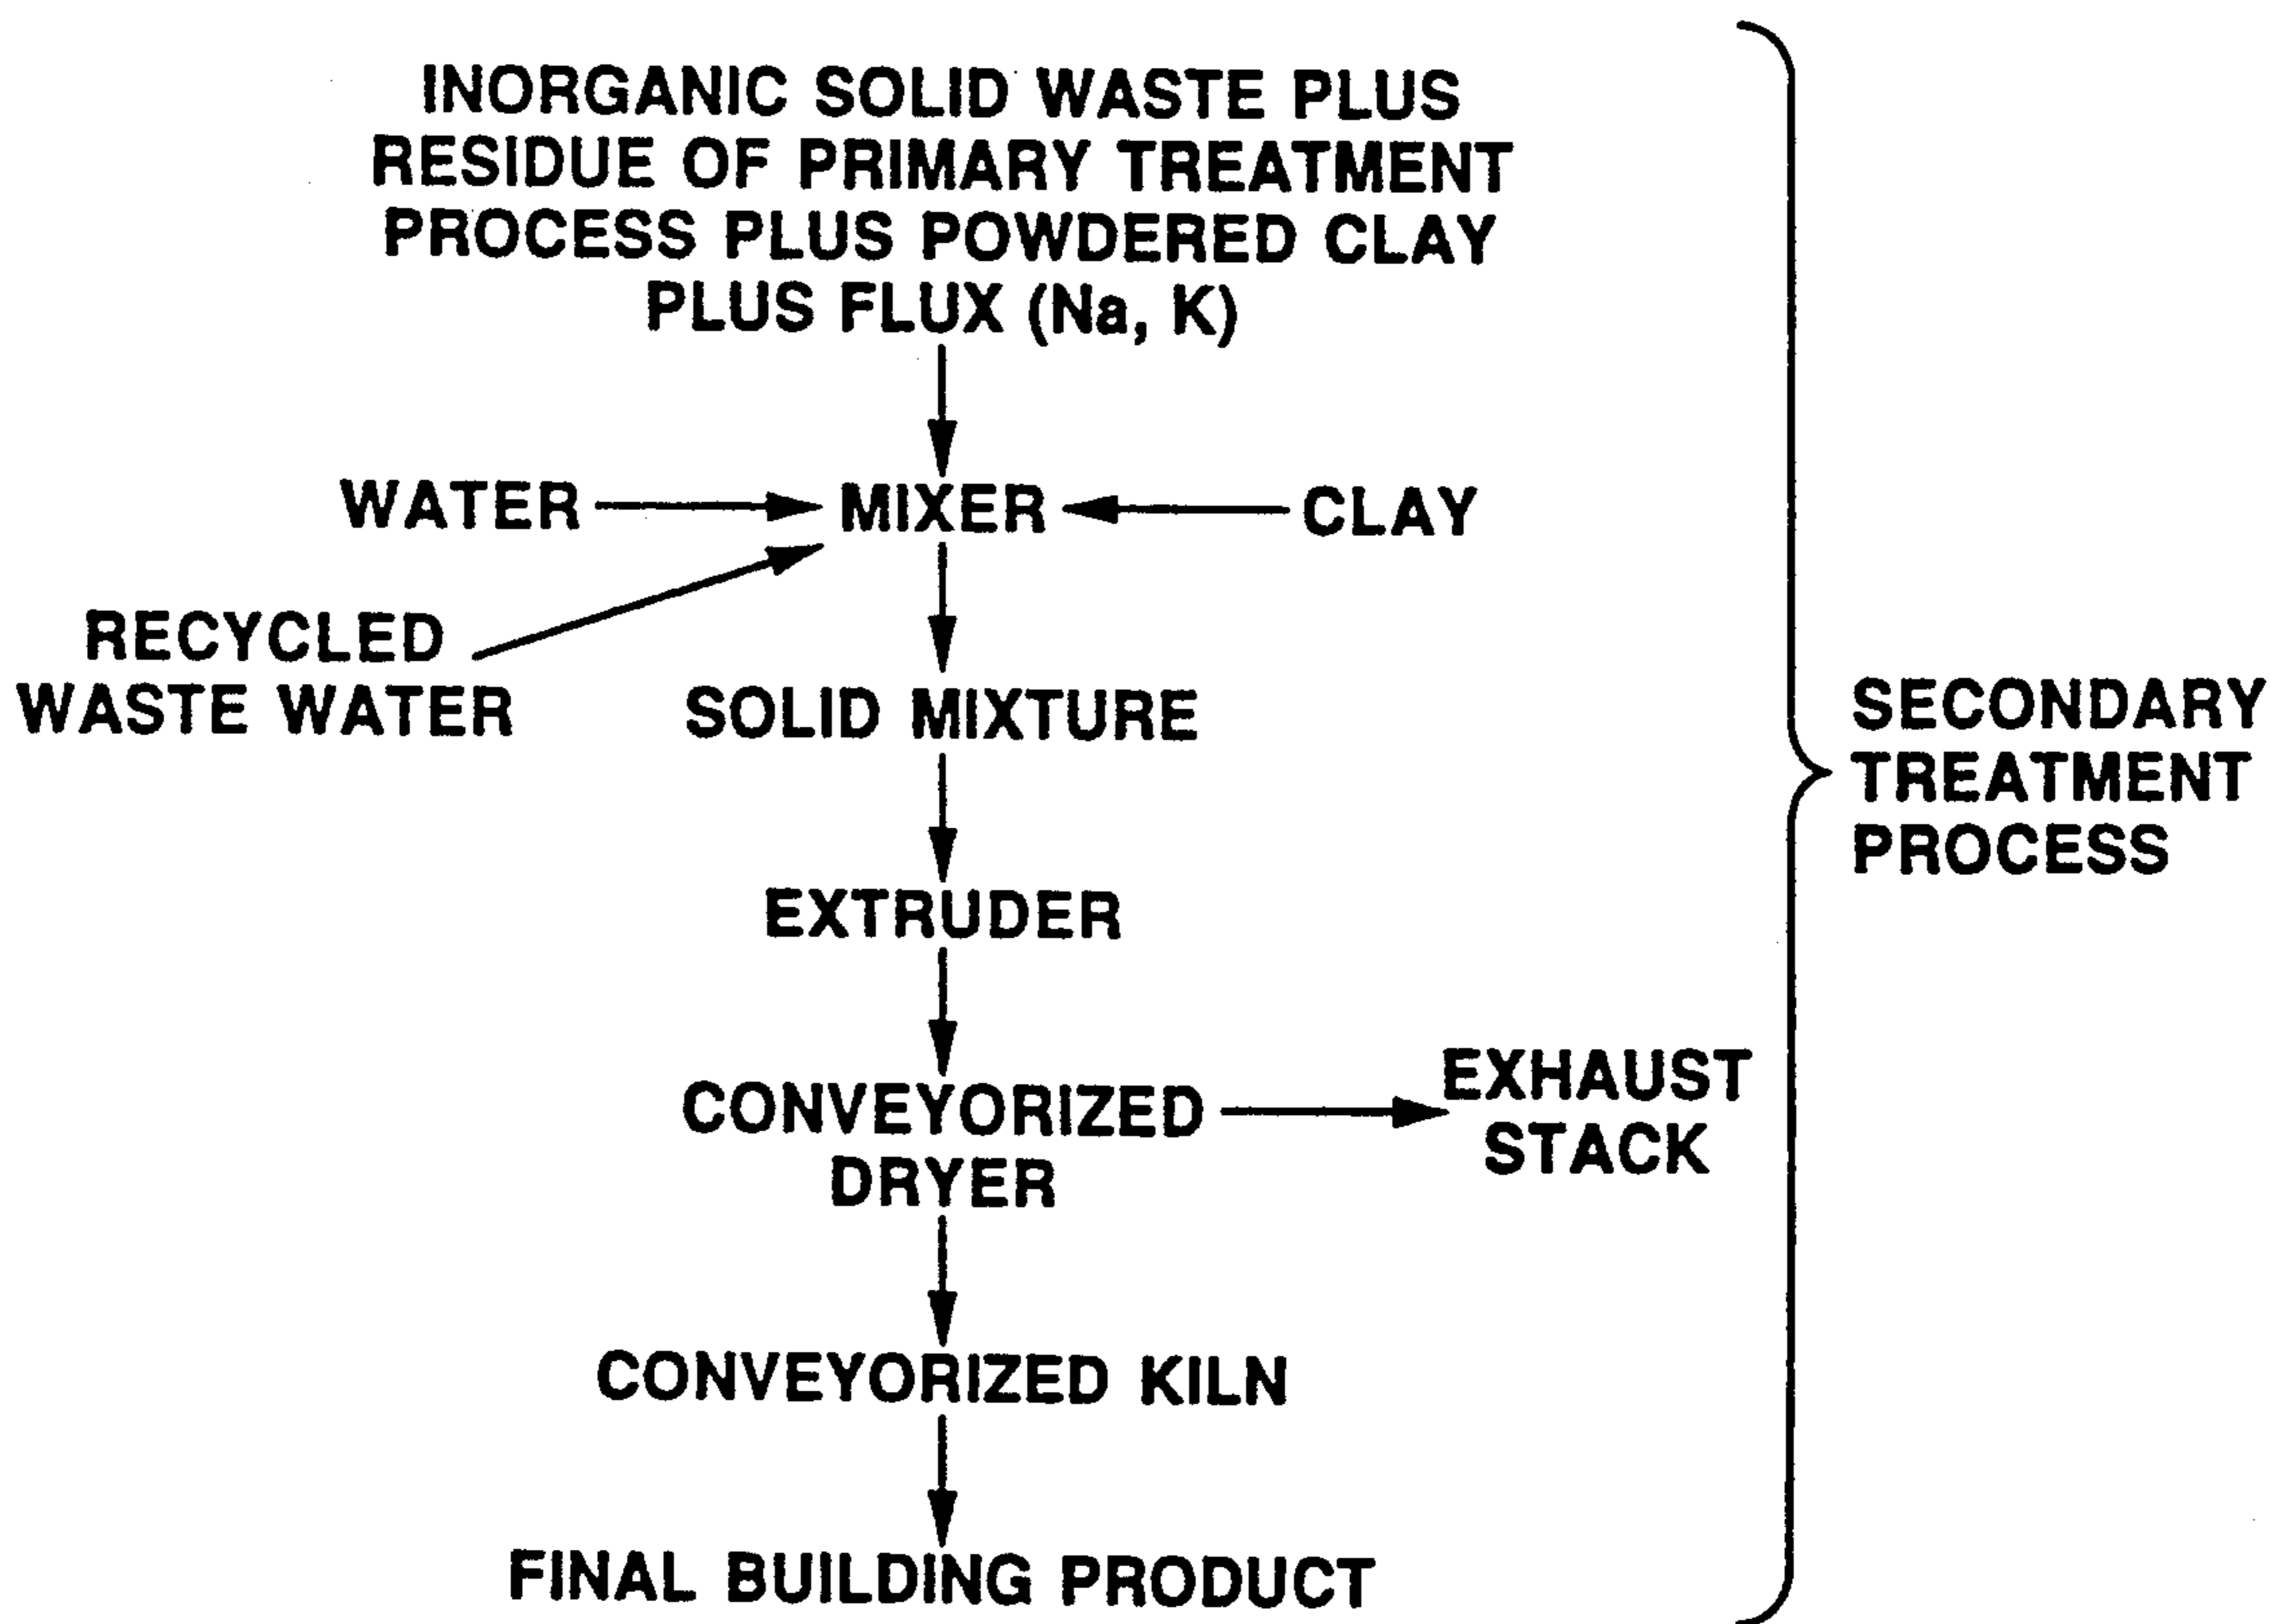 INORGANIC SOLID WASTE PLUS
RESIDUE OF PRIMARY TREATMENT
PROCESS PLUS POWDERED CLAY
PLUS FLUX (Na, K)
WATER
MIXER
CLAY
RECYCLED
WASTE WATER
SOLID MIXTURE
SECONDARY
TREATMENT
PROCESS
EXTRUDER
CONVEYORIZED
DRYER
EXHAUST
STACK
CONVEYORIZED KILN
FINAL BUILDING PRODUCT